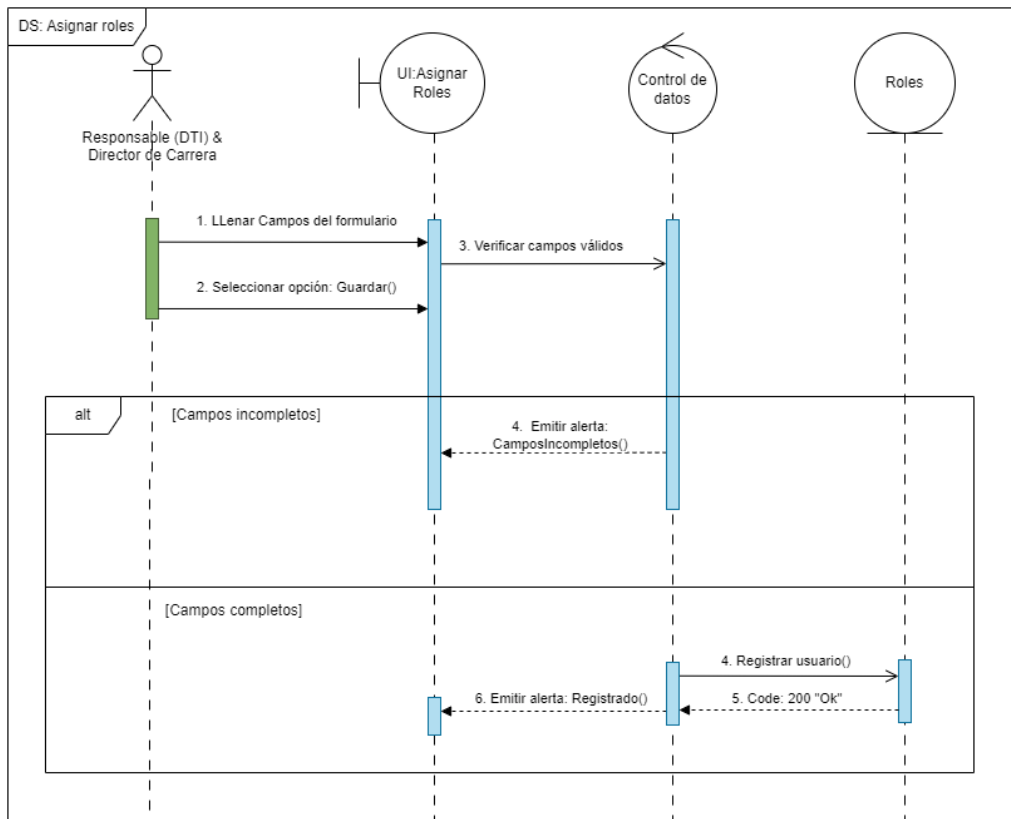 DS: Asignar roles
Responsable (DTI) &
Director de Carrera
UI:Asignar
Roles
Control de
datos
Roles
1. LLenar Campos del formulario
3. Verificar campos válidos
2. Seleccionar opción: Guardar()
alt
[Campos incompletos]
4.  Emitir alerta:
CamposIncompletos()
[Campos completos]
4. Registrar usuario()
6. Emitir alerta: Registrado()
5. Code: 200 "Ok"